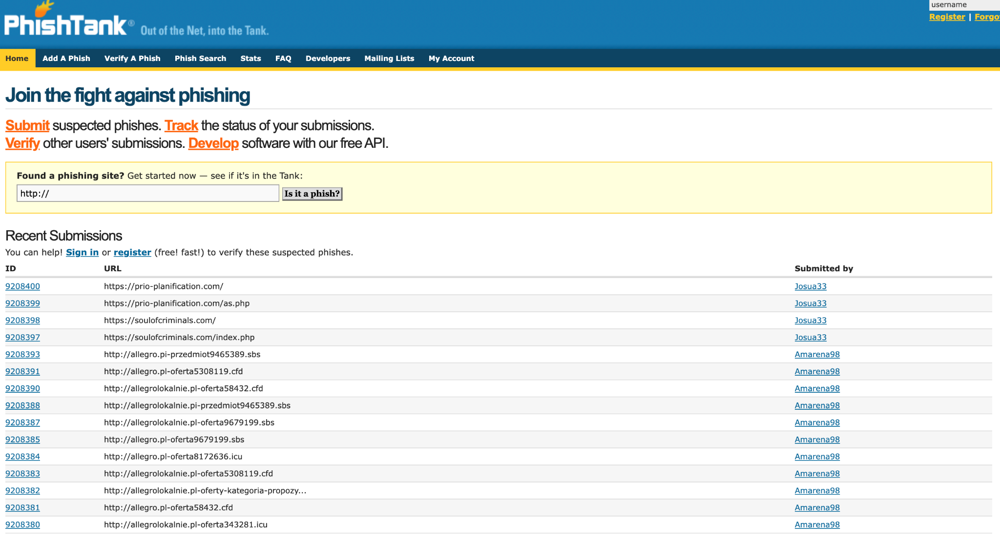 username
PhishTank® Out of the Net, into the Tank.
Register | Forgo
Home Add A Phish Verify A Phish Phish Search Stats FAQ Developers Mailing Lists My Account
Join the fight against phishing
Submit suspected phishes. Track the status of your submissions.
Verify other users' submissions. Develop software with our free API.
Found a phishing site? Get started now — see if it's in the Tank:
http:// Is it a phish?
Recent Submissions
You can help! Sign in or register (free! fast!) to verify these suspected phishes.
ID URL Submitted by
9208400 https://prio-planification.com/ Josua33
9208399 https://prio-planification.com/as.php Josua33
9208398 https://soulofcriminals.com/ Josua33
9208397 https://soulofcriminals.com/index.php Josua33
9208393 http://allegro.pi-przedmiot9465389.sbs Amarena98
9208391 http://allegro.pl-oferta5308119.cfd Amarena98
9208390 http://allegrolokalnie.pl-oferta58432.cfd Amarena98
9208388 http://allegrolokalnie.pi-przedmiot9465389.sbs Amarena98
9208387 http://allegrolokalnie.pl-oferta9679199.sbs Amarena98
9208385 http://allegro.pl-oferta9679199.sbs Amarena98
9208384 http://allegro.pl-oferta8172636.icu Amarena98
9208383 http://allegrolokalnie.pl-oferta5308119.cfd Amarena98
9208382 http://allegrolokalnie.pl-oferty-kategoria-propozy... Amarena98
9208381 http://allegro.pl-oferta58432.cfd Amarena98
9208380 http://allegrolokalnie.pl-oferta343281.icu Amarena98